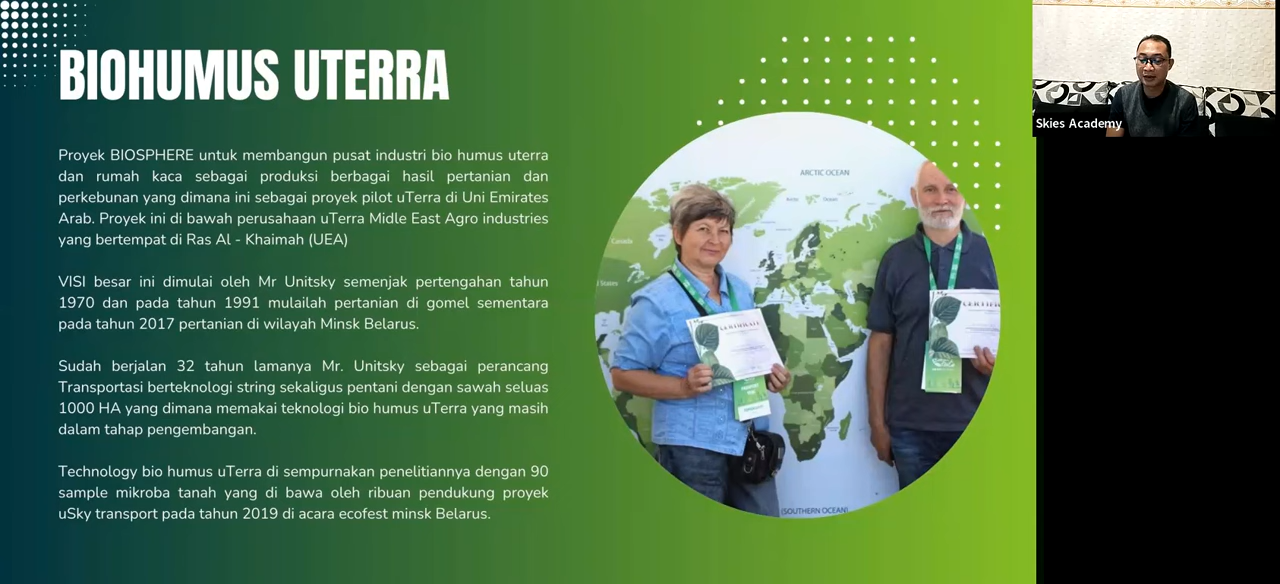 BIOHUMUS UTERRA
Proyek BIOSPHERE untuk membangun pusat industri bio humus uterra
dan rumah kaca sebagai produksi berbagai hasil pertanian dan
perkebunan yang dimana ini sebagai proyek pilot uTerra di Uni Emirates
Arab. Proyek ini di bawah perusahaan uTerra Midle East Agro industries
yang bertempat di Ras Al - Khaimah (UEA)
VISI besar ini dimulai oleh Mr Unitsky semenjak pertengahan tahun
1970 dan pada tahun 1991 mulailah pertanian di gomel sementara
pada tahun 2017 pertanian di wilayah Minsk Belarus.
Sudah berjalan 32 tahun lamanya Mr. Unitsky sebagai perancang
Transportasi berteknologi string sekaligus pentani dengan sawah seluas
1000 HA yang dimana memakai teknologi bio humus uTerra yang masih
dalam tahap pengembangan.
Technology bio humus uTerra di sempurnakan penelitiannya dengan 90
sample mikroba tanah yang di bawa oleh ribuan pendukung proyek
uSky transport pada tahun 2019 di acara ecofest minsk Belarus.
ARCTIC OCEAN
Canada
(SOUTHERN OCEAN)
Skies Academy